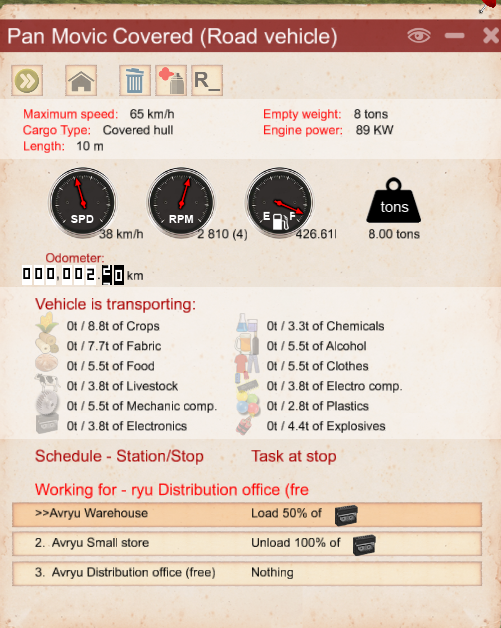 Pan Movic Covered (Road vehicle)
R_
Maximum speed: 65 km/h Empty weight: 8 tons
Cargo Type: Covered hull Engine power: 89 KW
Length: 10 m
SPD RPM E F tons
38 km/h 2 810 (4) 426.61l 8.00 tons
Odometer:
000,002.50 km
Vehicle is transporting:
0t / 8.8t of Crops 0t / 3.3t of Chemicals
0t / 7.7t of Fabric 0t / 5.5t of Alcohol
0t / 5.5t of Food 0t / 5.5t of Clothes
0t / 3.8t of Livestock 0t / 3.8t of Electro comp.
0t / 5.5t of Mechanic comp. 0t / 2.8t of Plastics
0t / 3.8t of Electronics 0t / 4.4t of Explosives
Schedule - Station/Stop Task at stop
Working for - ryu Distribution office (fre
>>Avryu Warehouse Load 50% of
2. Avryu Small store Unload 100% of
3. Avryu Distribution office (free) Nothing